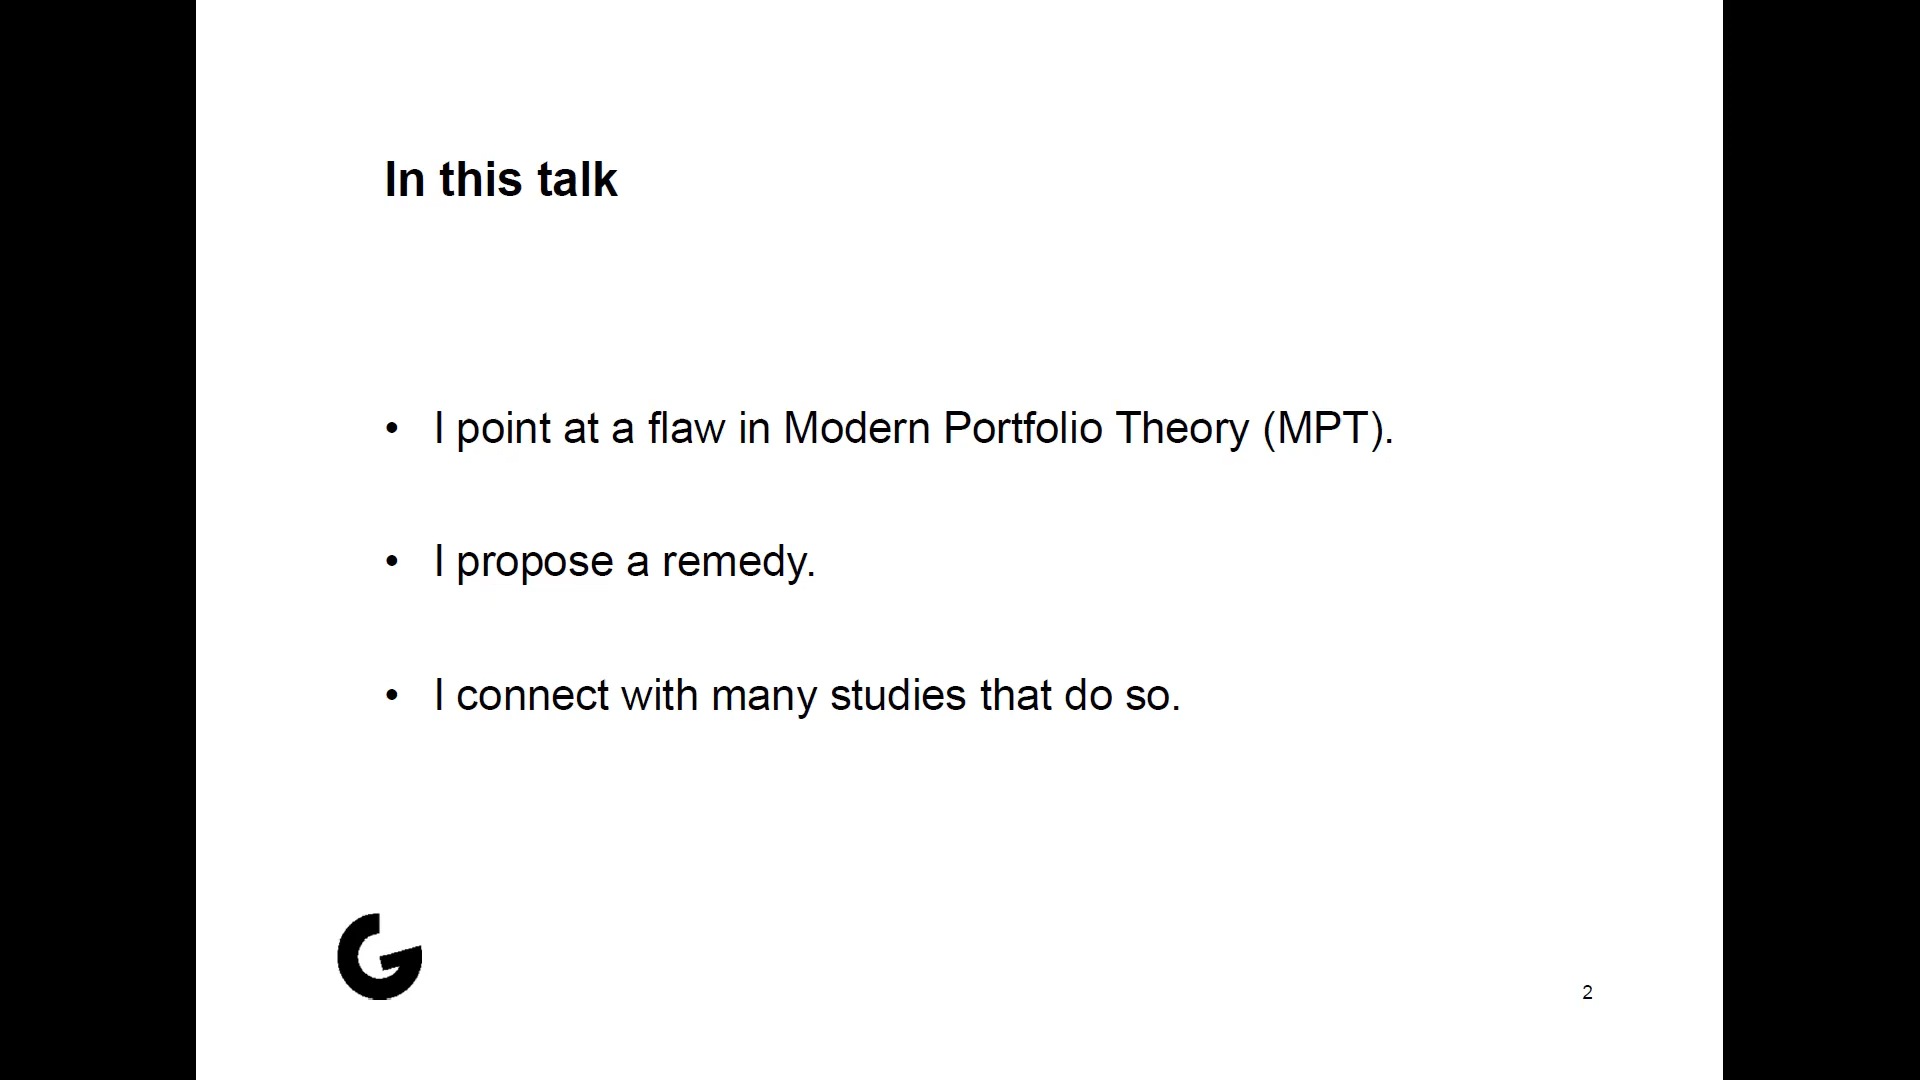 In this talk
• I point at a flaw in Modern Portfolio Theory (MPT).
• I propose a remedy.
• I connect with many studies that do so.
G
2